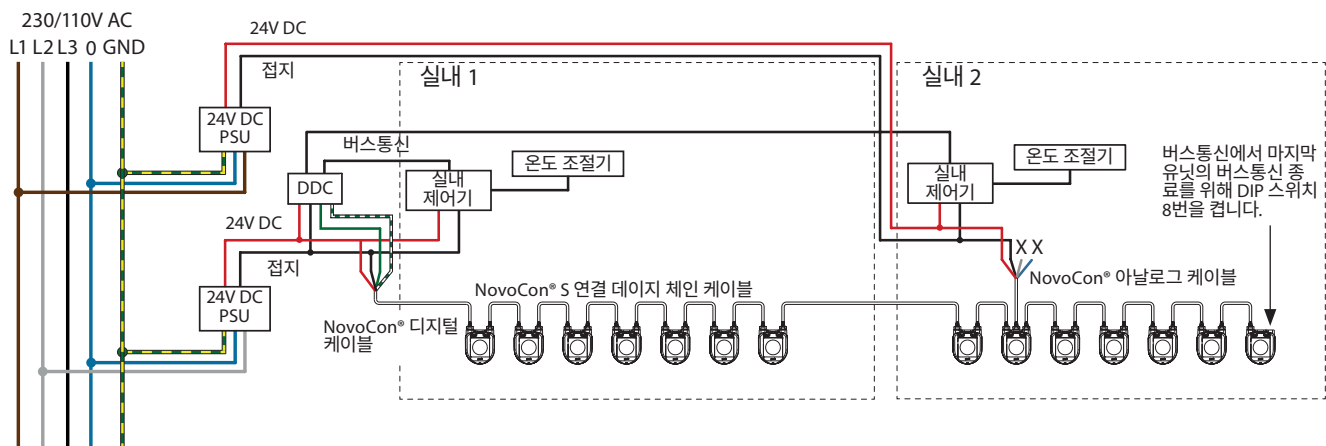 230/110V AC
L1 L2 L3 0 GND
24V DC
접지
실내 1
실내 2
24V DC
PSU
버스통신
온도 조절기
온도 조절기
DDC
실내
제어기
실내
제어기
버스통신에서 마지막
유닛의 버스통신 종
료를 위해 DIP 스위치
8번을 켭니다.
24V DC
접지
X X
24V DC
PSU
NovoCon® S 연결 데이지 체인 케이블
NovoCon® 아날로그 케이블
NovoCon® 디지털
케이블